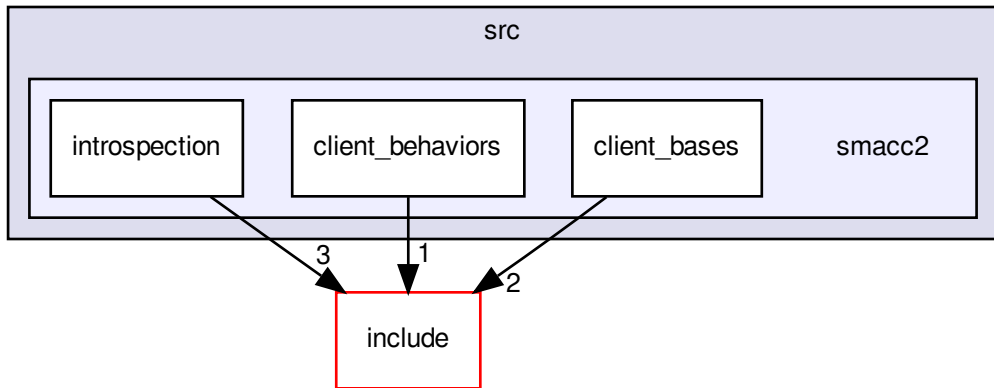 src
introspection
client_behaviors
client_bases
smacc2
3
1
2
include